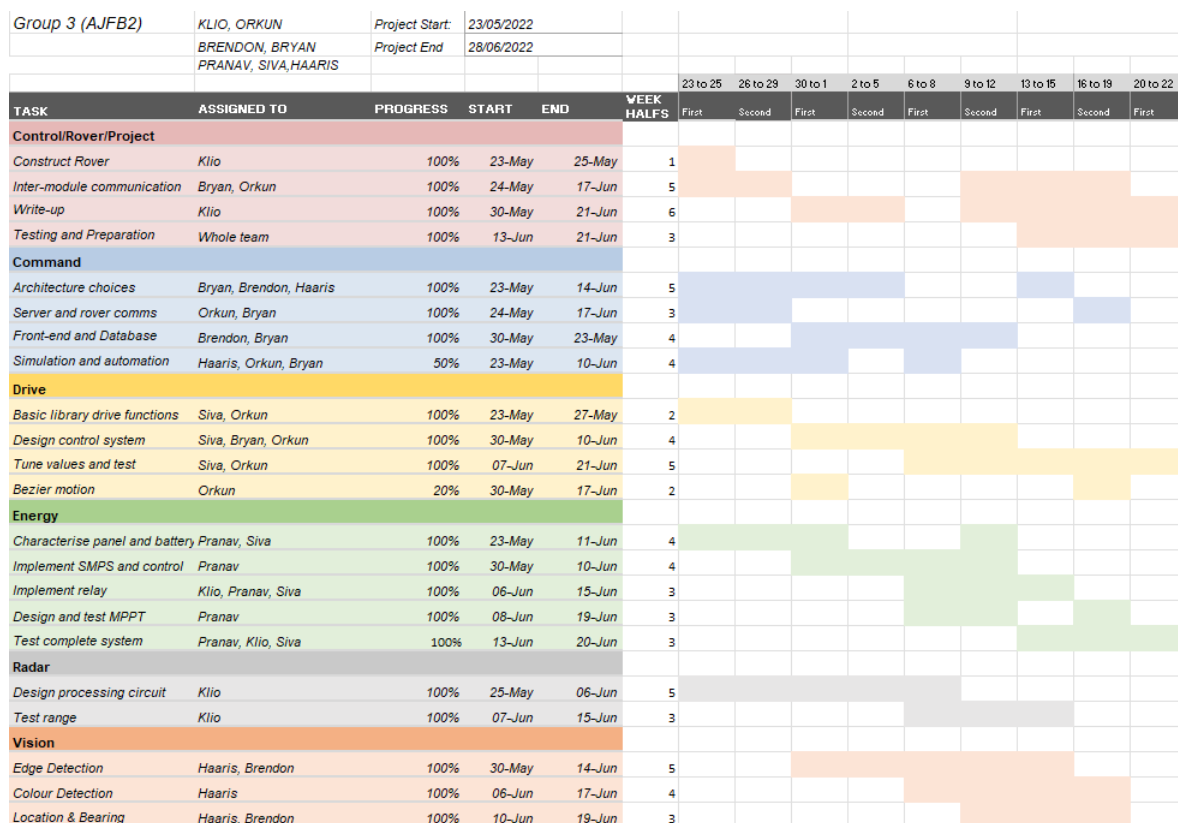 Group 3 (AJFB2) KLIO, ORKUN Project Start: 23/05/2022
BRENDON, BRYAN Project End 28/06/2022
PRANAV, SIVA,HAARIS
23 to 25 26 to 29 30 to 1 2 to 5 6 to 8 9 to 12 13 to 15 16 to 19 20 to 22
TASK ASSIGNED TO PROGRESS START END WEEK HALFS First Second First Second First Second First Second First
Control/Rover/Project
Construct Rover Klio 100% 23-May 25-May 1
Inter-module communication Bryan, Orkun 100% 24-May 17-Jun 5
Write-up Klio 100% 30-May 21-Jun 6
Testing and Preparation Whole team 100% 13-Jun 21-Jun 3
Command
Architecture choices Bryan, Brendon, Haaris 100% 23-May 14-Jun 5
Server and rover comms Orkun, Bryan 100% 24-May 17-Jun 3
Front-end and Database Brendon, Bryan 100% 30-May 23-May 4
Simulation and automation Haaris, Orkun, Bryan 50% 23-May 10-Jun 4
Drive
Basic library drive functions Siva, Orkun 100% 23-May 27-May 2
Design control system Siva, Bryan, Orkun 100% 30-May 10-Jun 4
Tune values and test Siva, Orkun 100% 07-Jun 21-Jun 5
Bezier motion Orkun 20% 30-May 17-Jun 2
Energy
Characterise panel and battery Pranav, Siva 100% 23-May 11-Jun 4
Implement SMPS and control Pranav 100% 30-May 10-Jun 4
Implement relay Klio, Pranav, Siva 100% 06-Jun 15-Jun 3
Design and test MPPT Pranav 100% 08-Jun 19-Jun 3
Test complete system Pranav, Klio, Siva 100% 13-Jun 20-Jun 3
Radar
Design processing circuit Klio 100% 25-May 06-Jun 5
Test range Klio 100% 07-Jun 15-Jun 3
Vision
Edge Detection Haaris, Brendon 100% 30-May 14-Jun 5
Colour Detection Haaris 100% 06-Jun 17-Jun 4
Location & Bearing Haaris, Brendon 100% 10-Jun 19-Jun 3